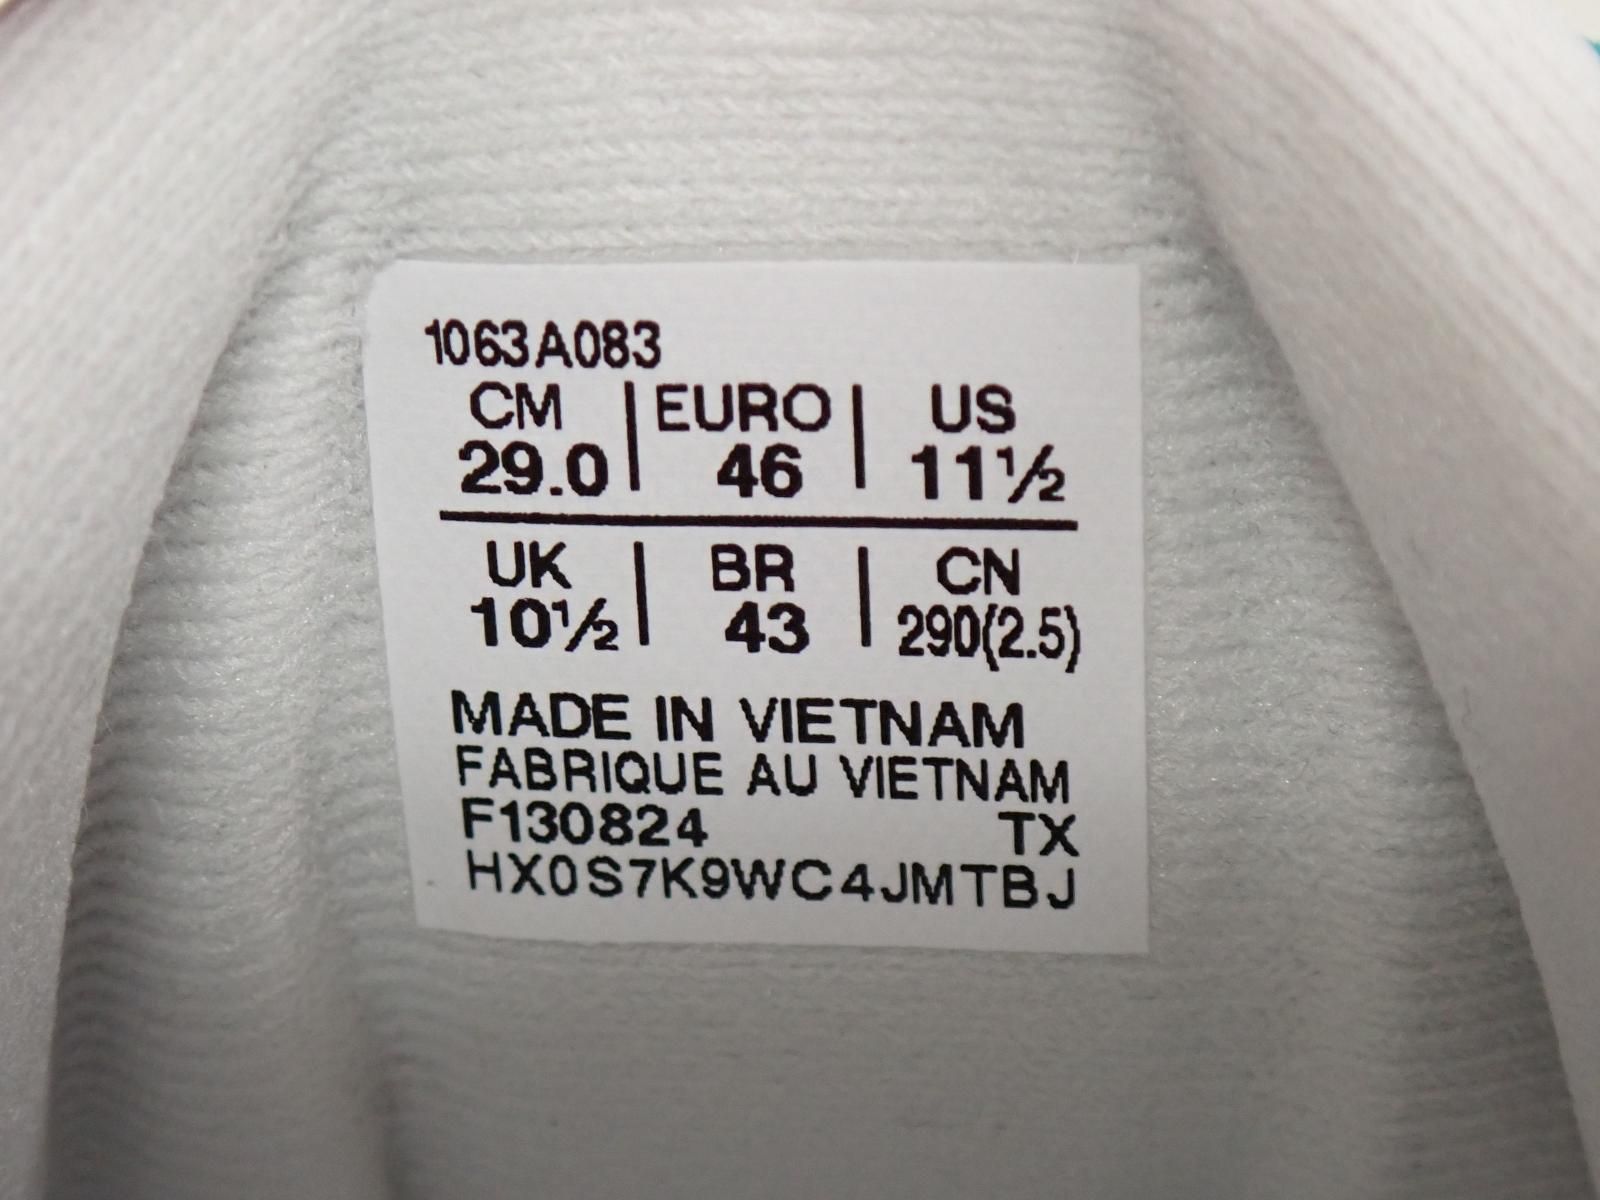 1063A083
CM | EURO | US
29.0 | 46 | 11½
UK | BR | CN
10½ | 43 | 290(2.5)
MADE IN VIETNAM
FABRIQUE AU VIETNAM
F130824 TX
HX0S7K9WC4JMTBJ